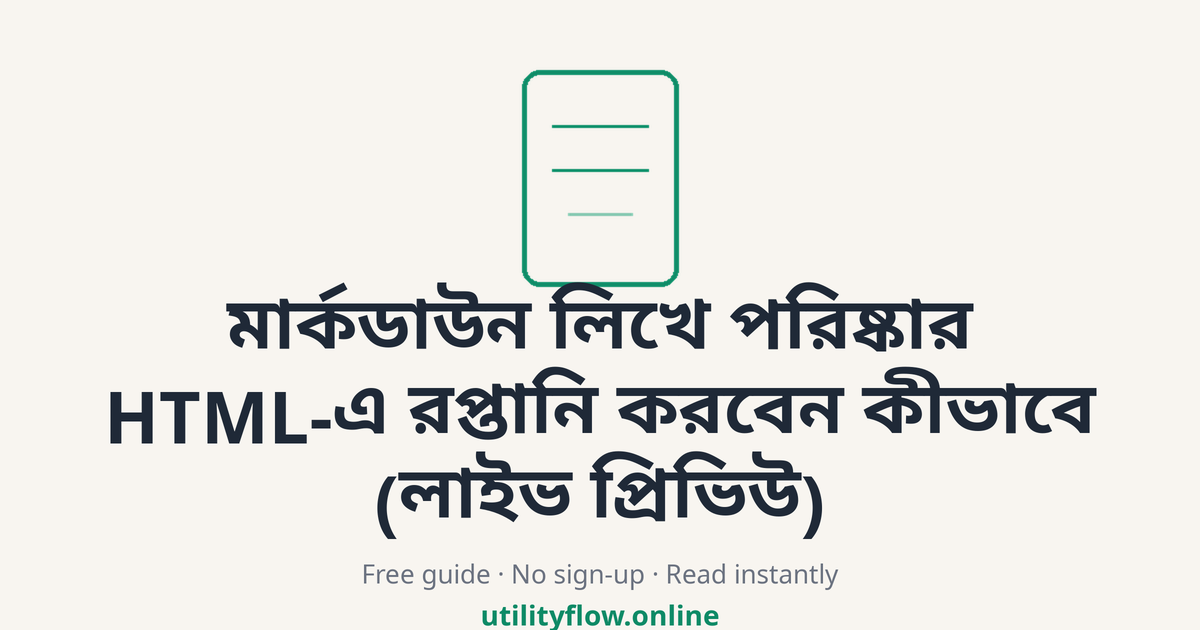 মার্কডাউন লিখে পরিষ্কার
HTML-এ রপ্তানি করবেন কীভাবে
(লাইভ প্রিভিউ)
Free guide · No sign-up · Read instantly
utilityflow.online